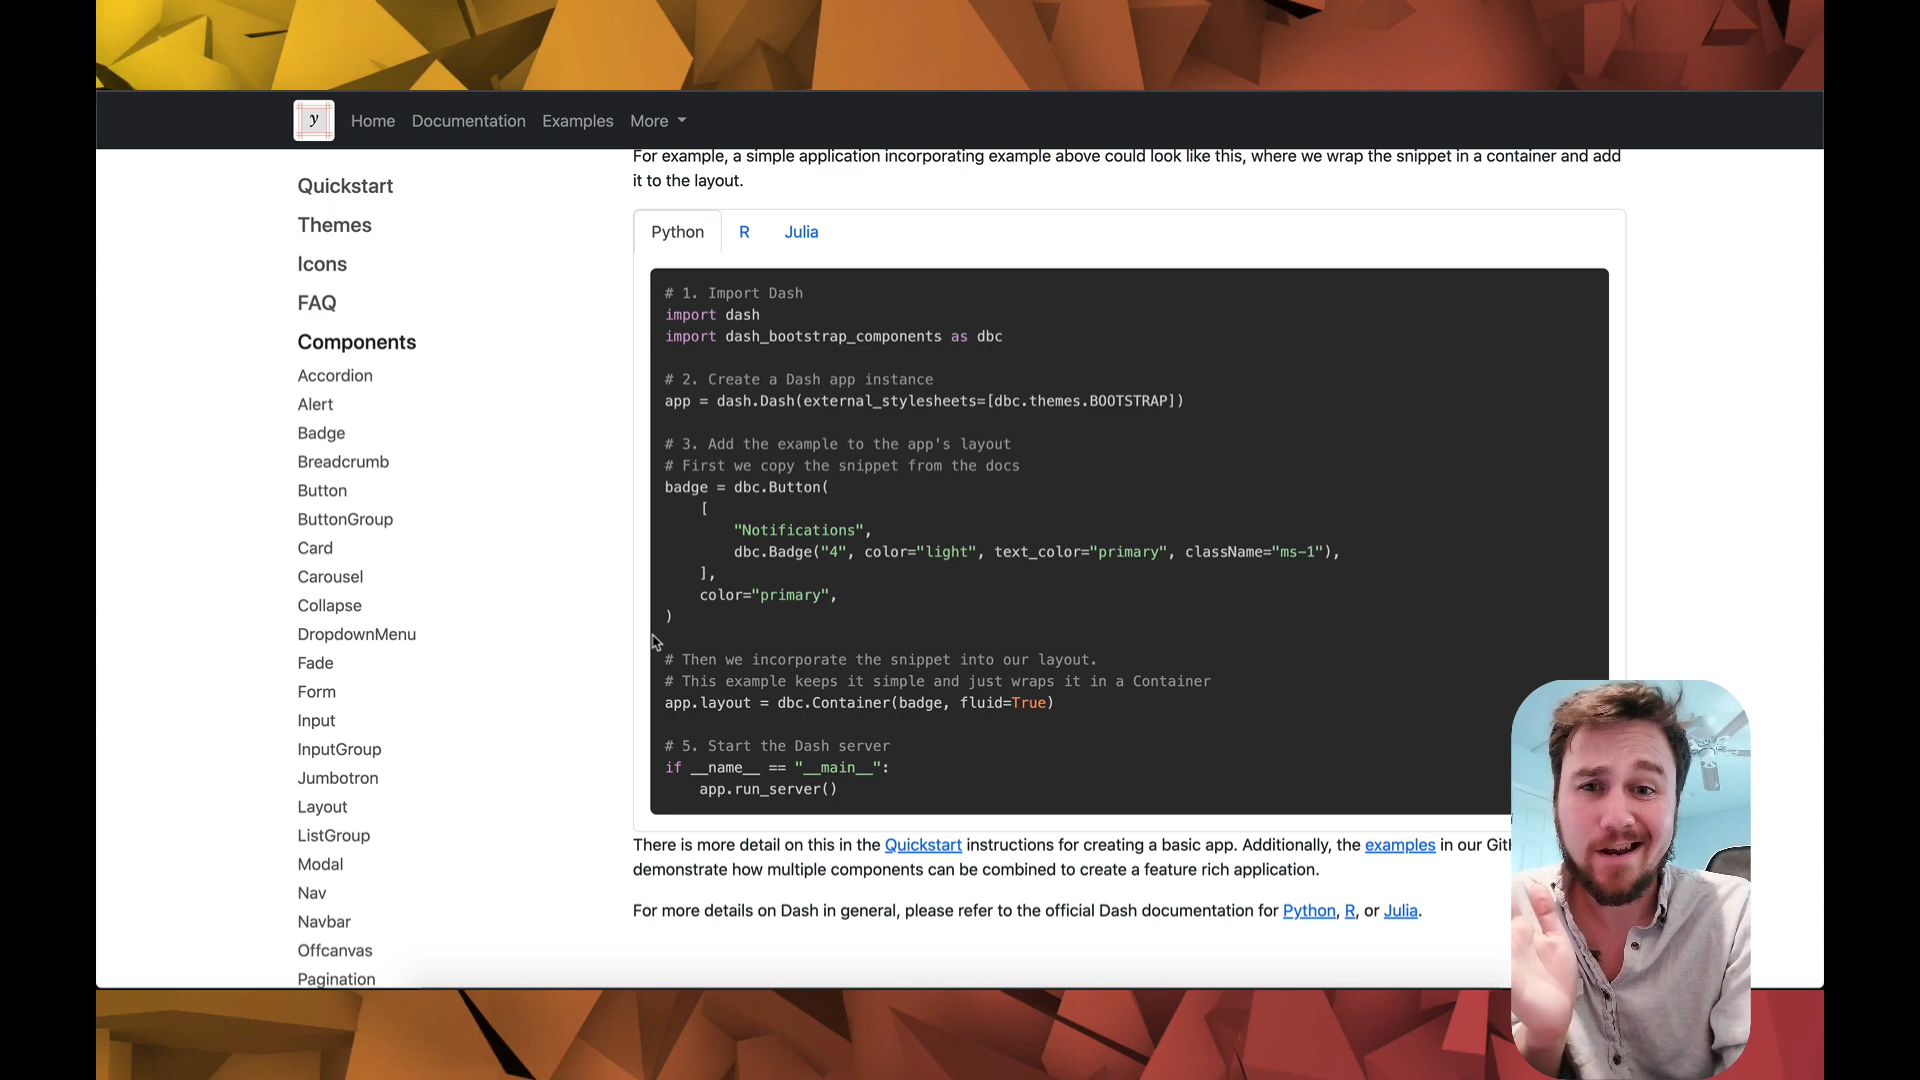 y Home Documentation Examples More
For example, a simple application incorporating example above could look like this, where we wrap the snippet in a container and add
it to the layout.
Quickstart
Themes
Icons
FAQ
Components
Accordion
Alert
Badge
Breadcrumb
Button
ButtonGroup
Card
Carousel
Collapse
DropdownMenu
Fade
Form
Input
InputGroup
Jumbotron
Layout
ListGroup
Modal
Nav
Navbar
Offcanvas
Pagination
Python R Julia
# 1. Import Dash
import dash
import dash_bootstrap_components as dbc
# 2. Create a Dash app instance
app = dash.Dash(external_stylesheets=[dbc.themes.BOOTSTRAP])
# 3. Add the example to the app's layout
# First we copy the snippet from the docs
badge = dbc.Button(
    [
        "Notifications",
        dbc.Badge("4", color="light", text_color="primary", className="ms-1"),
    ],
    color="primary",
)
# Then we incorporate the snippet into our layout.
# This example keeps it simple and just wraps it in a Container
app.layout = dbc.Container(badge, fluid=True)
# 5. Start the Dash server
if __name__ == "__main__":
    app.run_server()
There is more detail on this in the Quickstart instructions for creating a basic app. Additionally, the examples in our
demonstrate how multiple components can be combined to create a feature rich application.
For more details on Dash in general, please refer to the official Dash documentation for Python, R, or Julia.